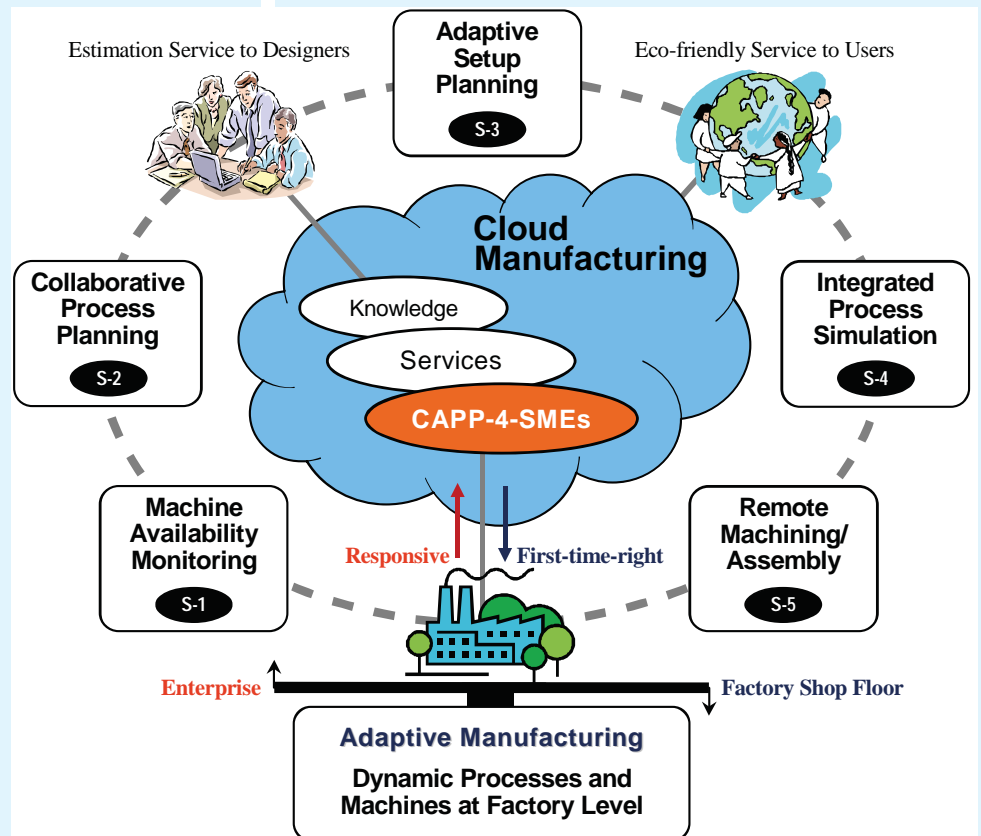 Estimation Service to Designers
Adaptive
Setup
Planning
S-3
Eco-friendly Service to Users
Cloud
Manufacturing
Collaborative
Process
Planning
S-2
Knowledge
Services
CAPP-4-SMEs
Integrated
Process
Simulation
S-4
Machine
Availability
Monitoring
S-1
Responsive
First-time-right
Remote
Machining/
Assembly
S-5
Enterprise
Factory Shop Floor
Adaptive Manufacturing
Dynamic Processes and
Machines at Factory Level